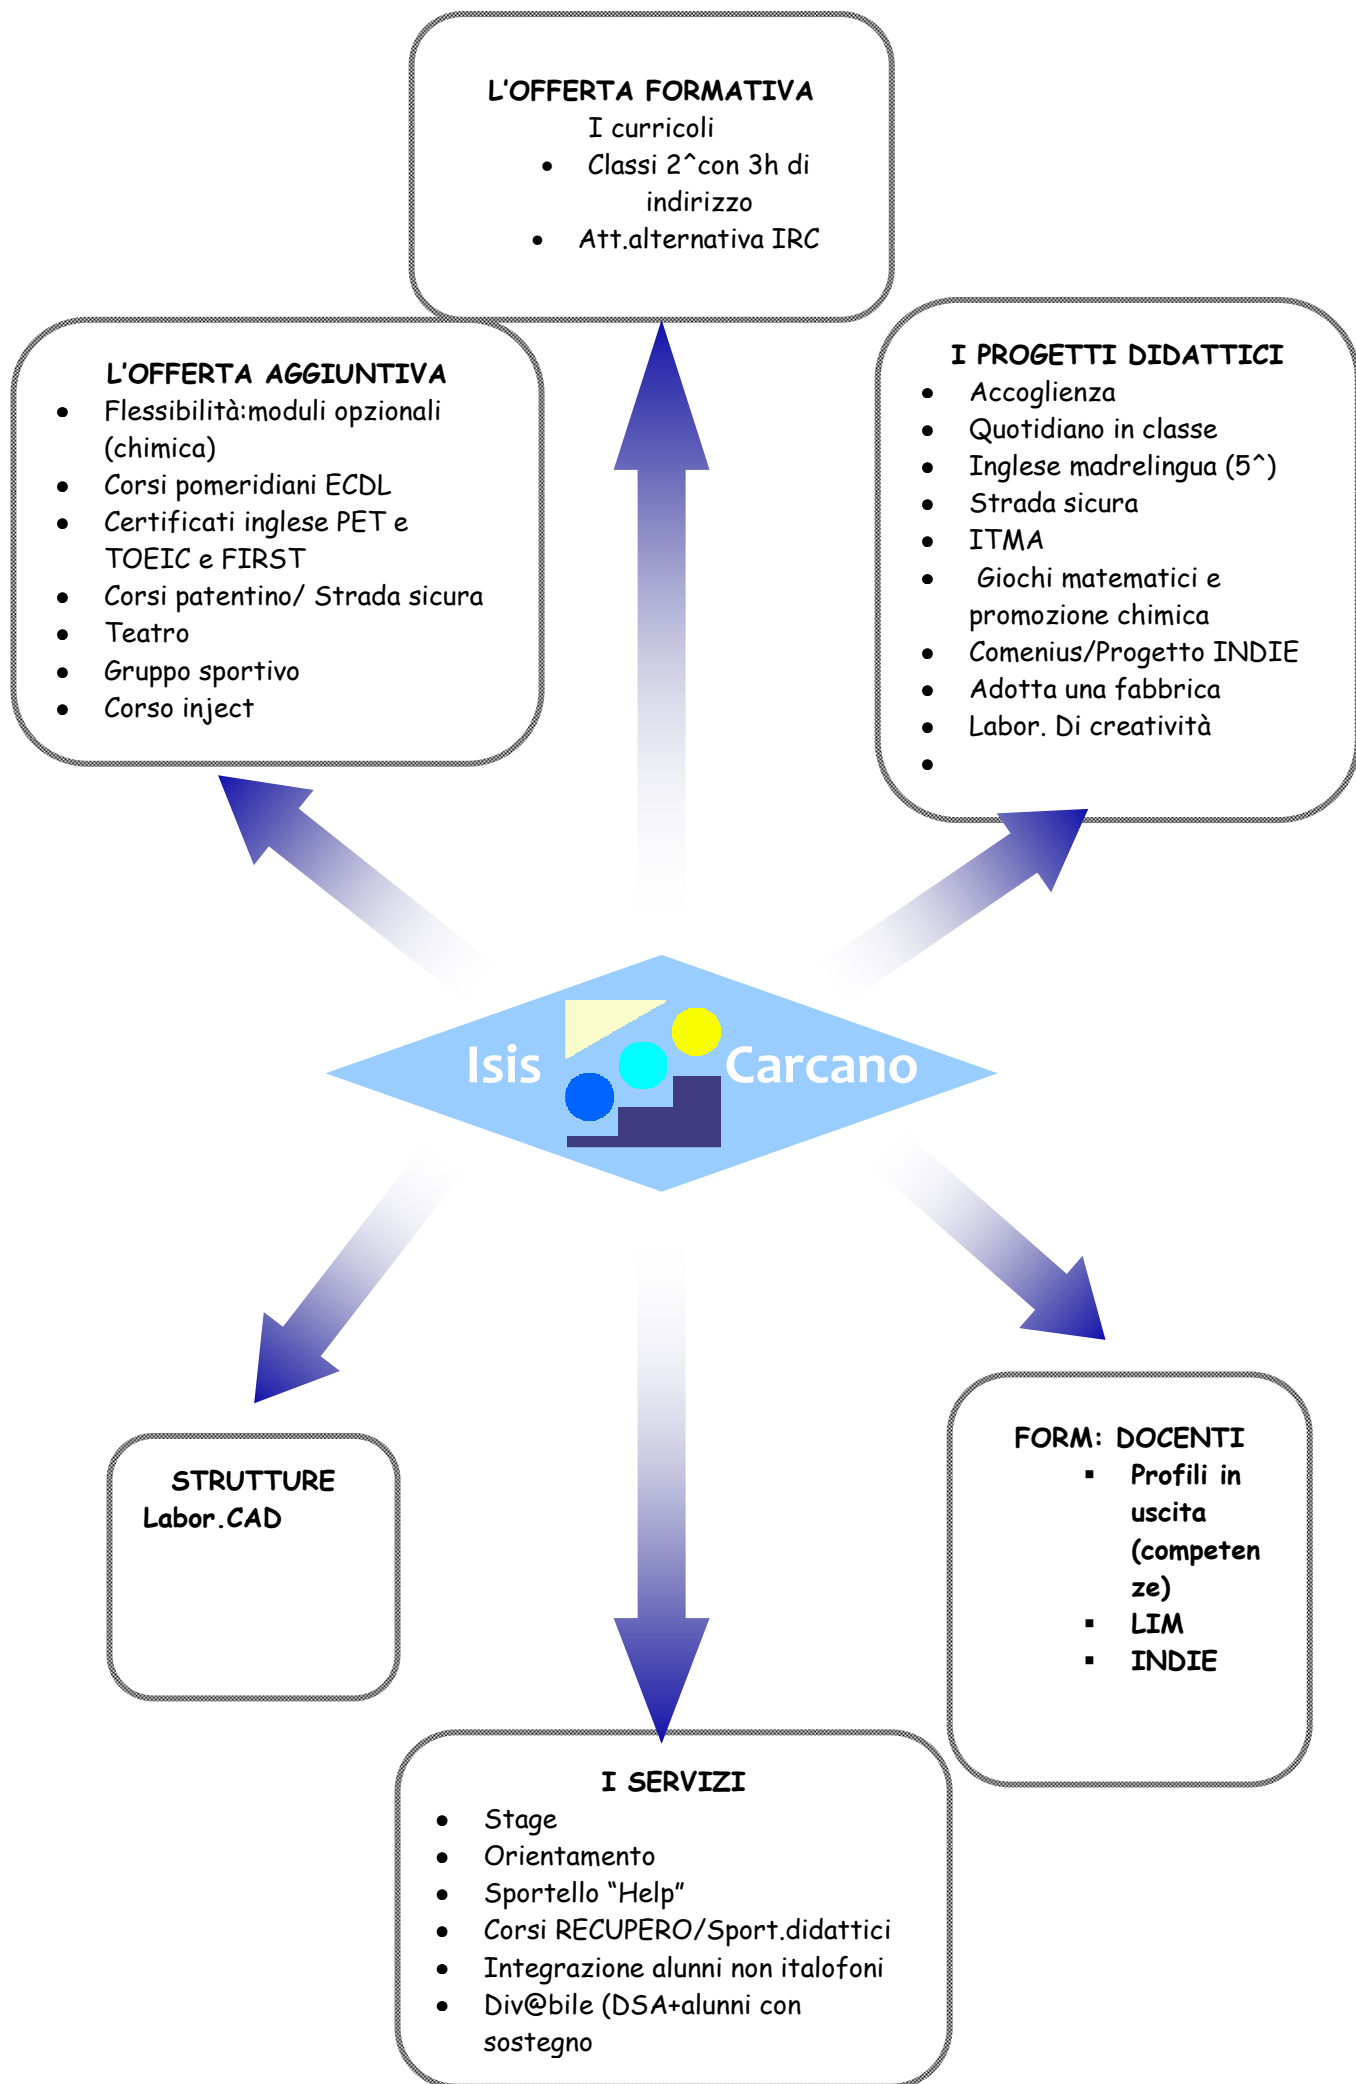 L'OFFERTA FORMATIVA
I curricoli
• Classi 2^con 3h di
indirizzo
• Att.alternativa IRC
L'OFFERTA AGGIUNTIVA
• Flessibilità:moduli opzionali
(chimica)
• Corsi pomeridiani ECDL
• Certificati inglese PET e
TOEIC e FIRST
• Corsi patentino/ Strada sicura
• Teatro
• Gruppo sportivo
• Corso inject
I PROGETTI DIDATTICI
• Accoglienza
• Quotidiano in classe
• Inglese madrelingua (5^)
• Strada sicura
• ITMA
• Giochi matematici e
promozione chimica
• Comenius/Progetto INDIE
• Adotta una fabbrica
• Labor. Di creatività
•
Isis Carcano
STRUTTURE
Labor.CAD
FORM: DOCENTI
▪ Profili in
uscita
(competen
ze)
▪ LIM
▪ INDIE
I SERVIZI
• Stage
• Orientamento
• Sportello “Help”
• Corsi RECUPERO/Sport.didattici
• Integrazione alunni non italofoni
• Div@bile (DSA+alunni con
sostegno